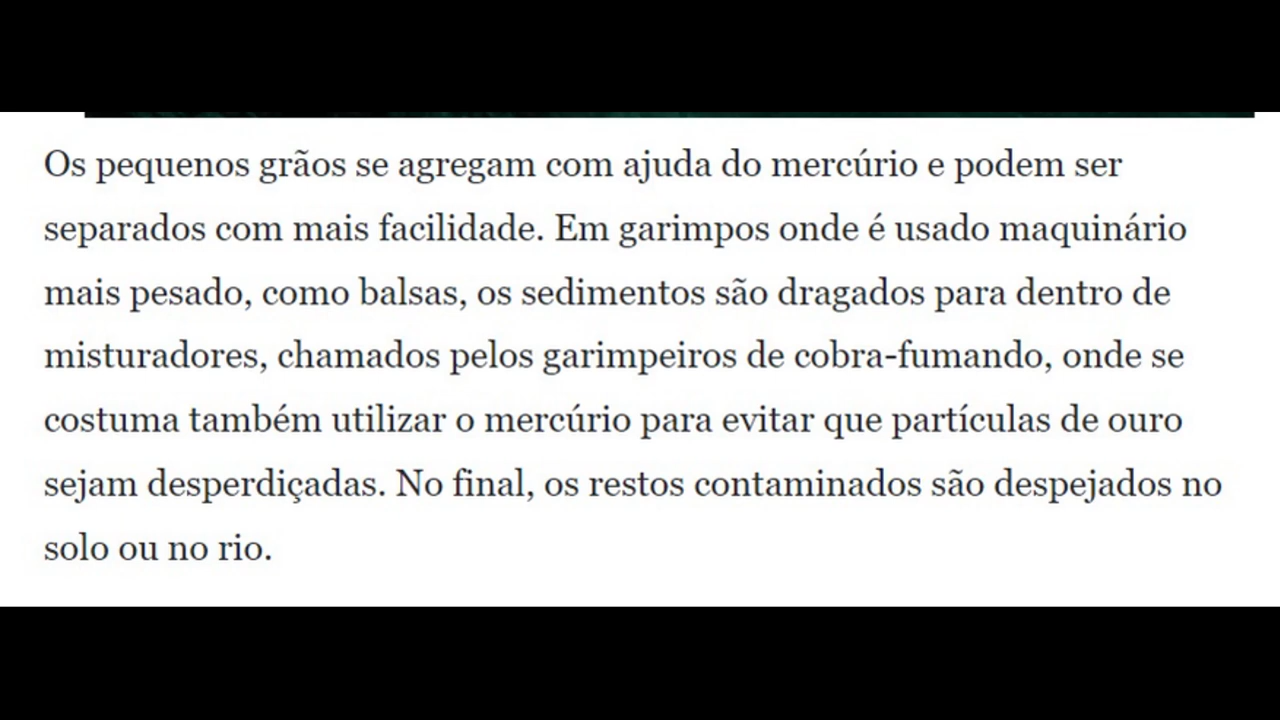 Os pequenos grãos se agregam com ajuda do mercúrio e podem ser
separados com mais facilidade. Em garimpos onde é usado maquinário
mais pesado, como balsas, os sedimentos são dragados para dentro de
misturadores, chamados pelos garimpeiros de cobra-fumando, onde se
costuma também utilizar o mercúrio para evitar que partículas de ouro
sejam desperdiçadas. No final, os restos contaminados são despejados no
solo ou no rio.